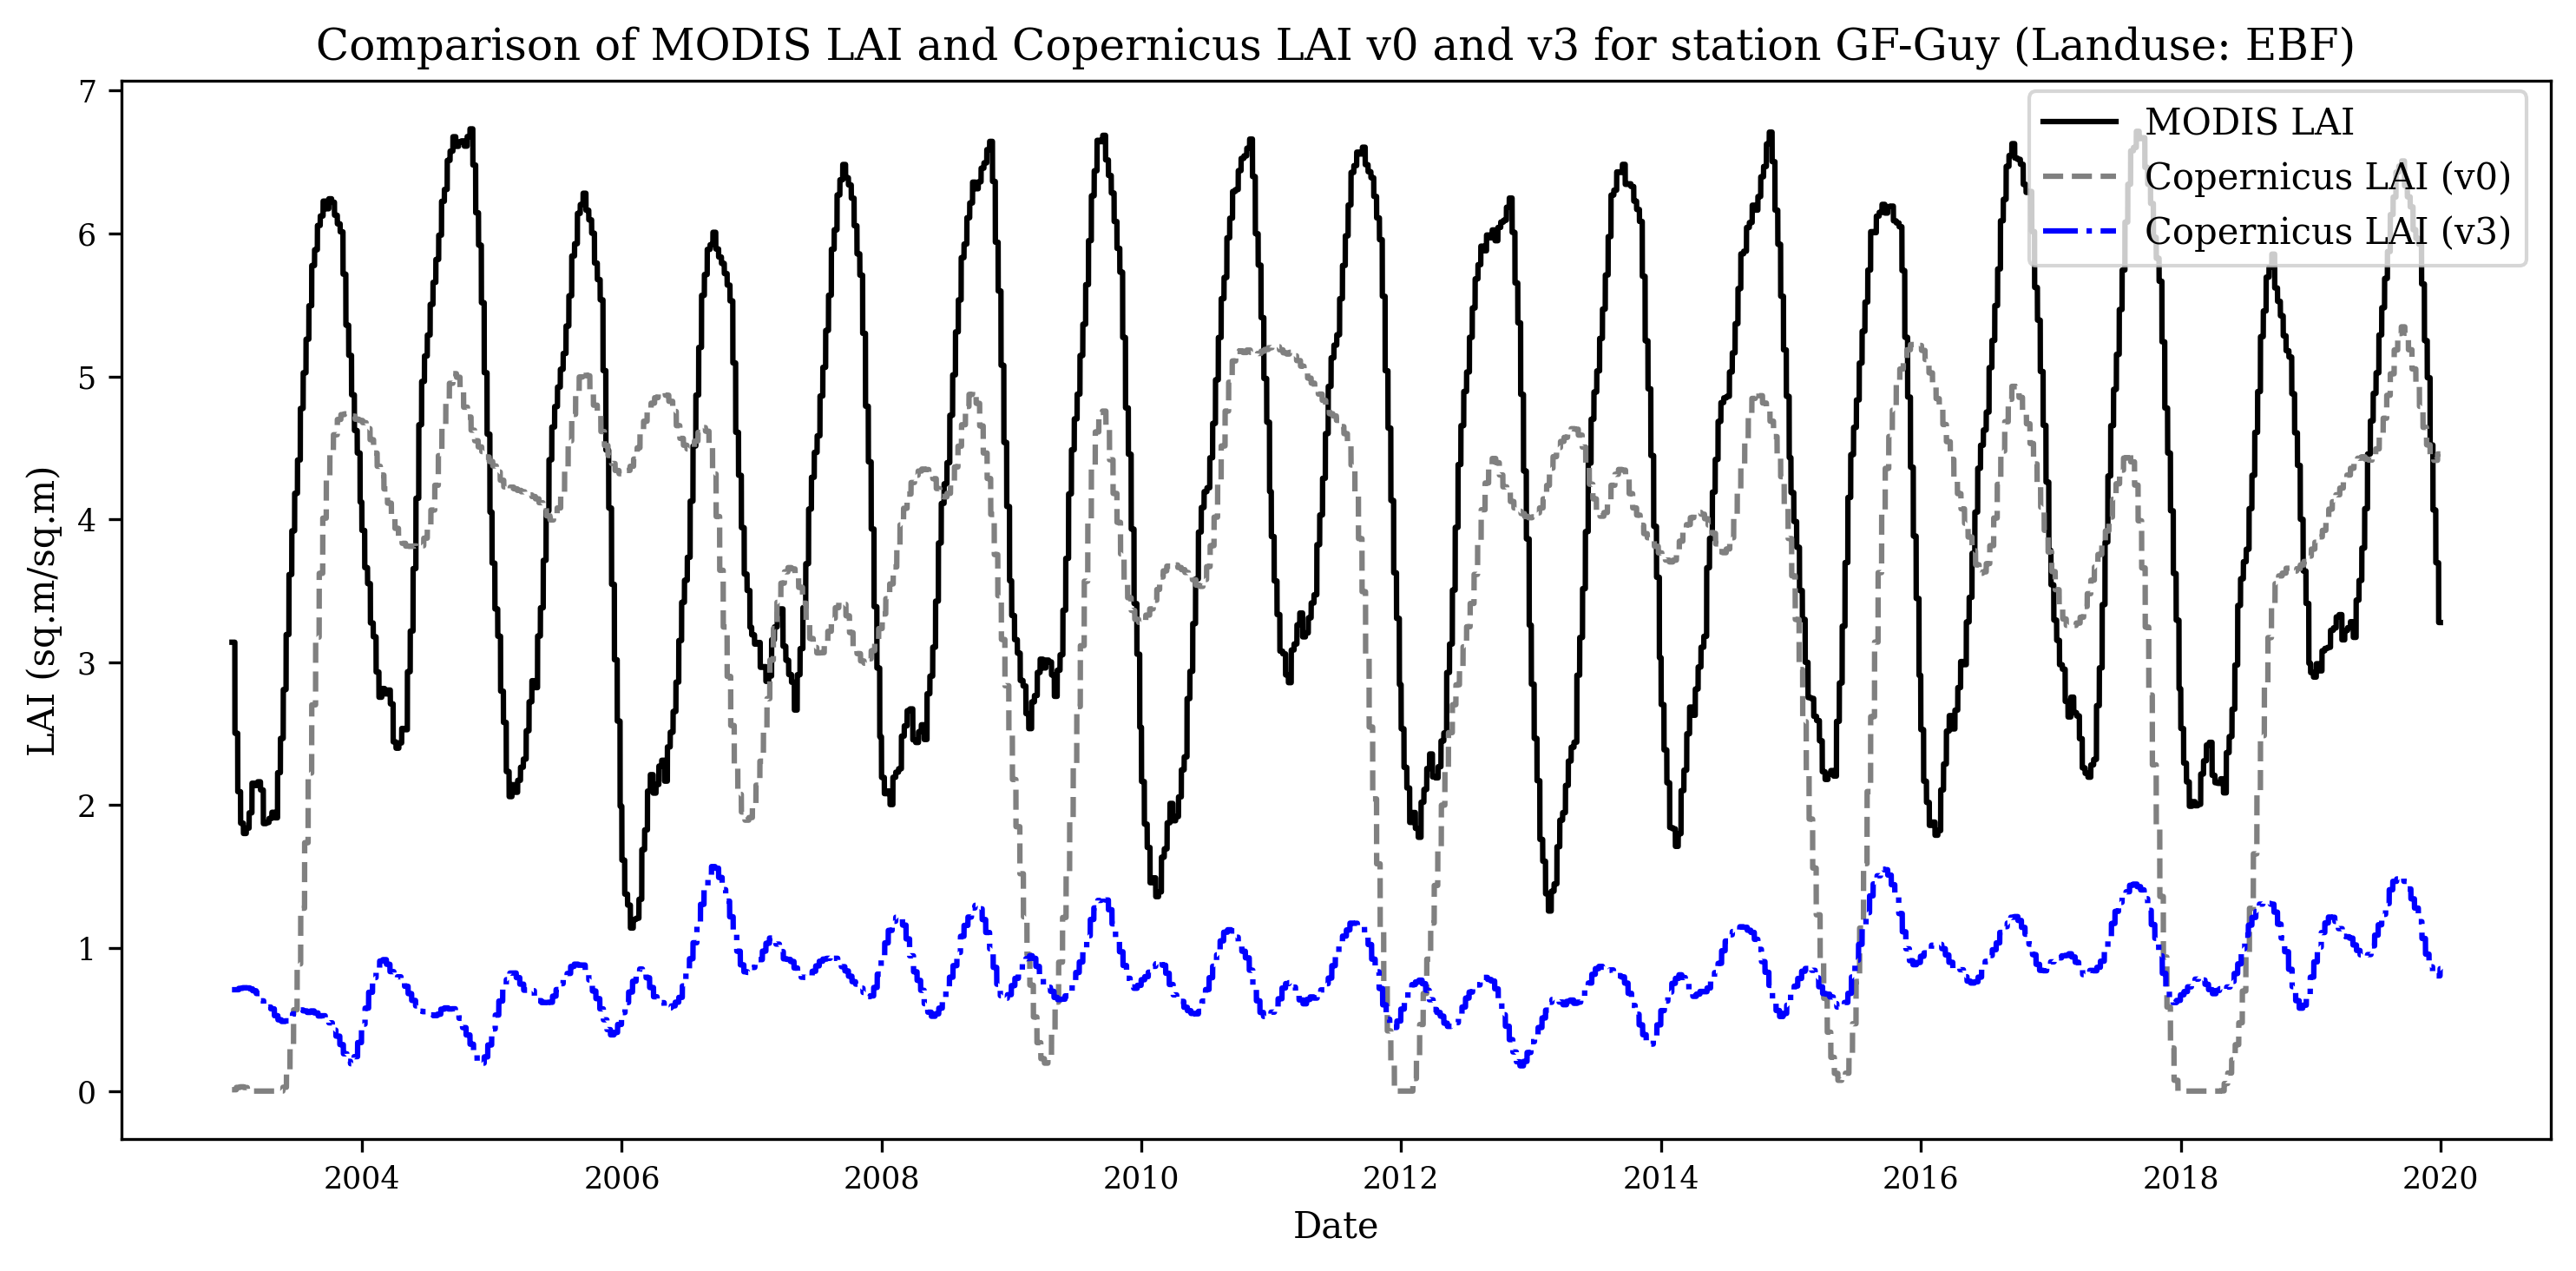 Comparison of MODIS LAI and Copernicus LAI v0 and v3 for station GF-Guy (Landuse: EBF)
MODIS LAI
Copernicus LAI (v0)
Copernicus LAI (v3)
LAI (sq.m/sq.m)
7
6
5
4
3
2
1
0
2004 2006 2008 2010 2012 2014 2016 2018 2020
Date